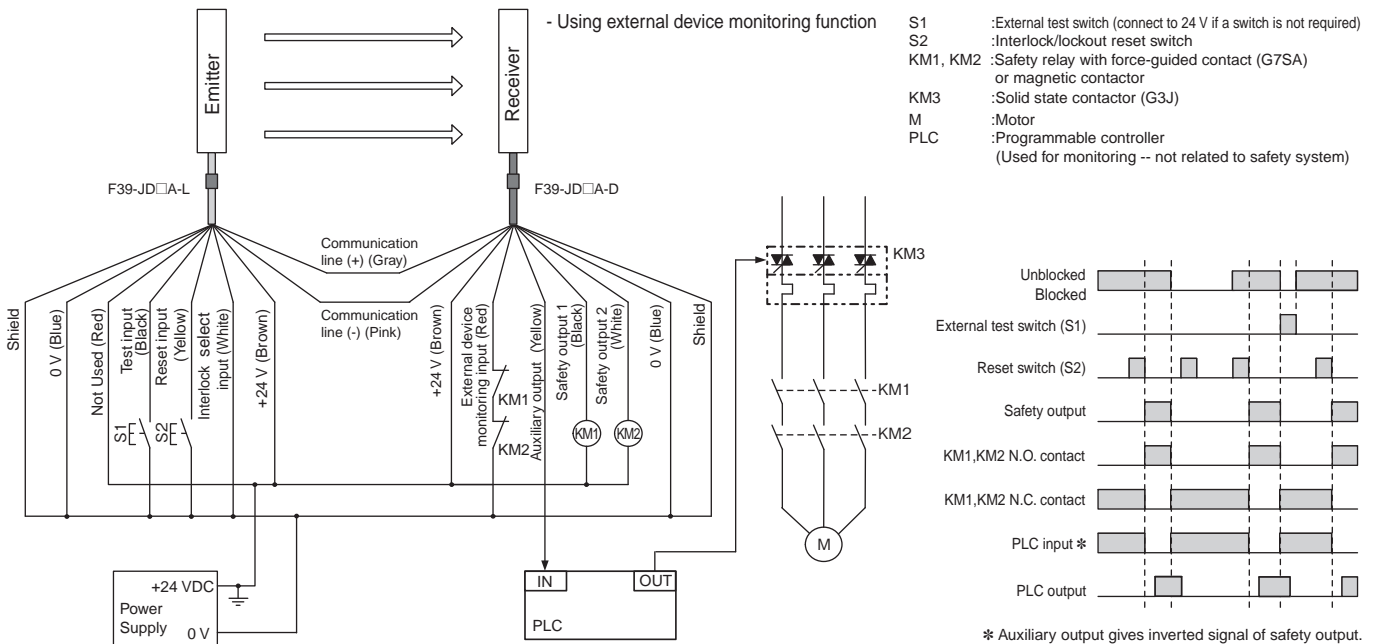 - Using external device monitoring function
S1 :External test switch (connect to 24 V if a switch is not required)
S2 :Interlock/lockout reset switch
KM1, KM2 :Safety relay with force-guided contact (G7SA)
or magnetic contactor
KM3 :Solid state contactor (G3J)
M :Motor
PLC :Programmable controller
(Used for monitoring -- not related to safety system)
Emitter
Receiver
F39-JD□A-L
F39-JD□A-D
Communication
line (+) (Gray)
Communication
line (-) (Pink)
Shield
0 V (Blue)
Not Used (Red)
Test input
(Black)
Reset input
(Yellow)
Interlock select
input (White)
+24 V (Brown)
+24 V (Brown)
External device
monitoring input (Red)
Auxiliary output (Yellow)
Safety output 1
(Black)
Safety output 2
(White)
0 V (Blue)
Shield
S1
S2
KM1
KM2
KM1
KM2
+24 VDC
Power
Supply
0 V
IN
OUT
PLC
KM3
KM1
KM2
M
Unblocked
Blocked
External test switch (S1)
Reset switch (S2)
Safety output
KM1,KM2 N.O. contact
KM1,KM2 N.C. contact
PLC input ✻
PLC output
✻ Auxiliary output gives inverted signal of safety output.